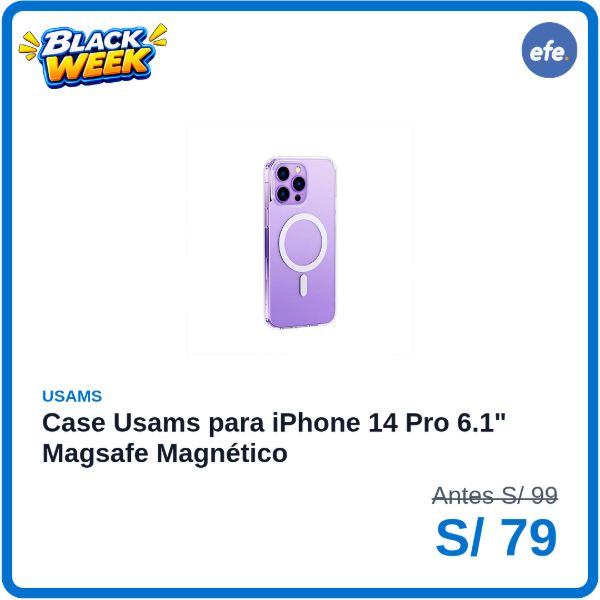 BLACK
WEEK
efe.
USAMS
Case Usams para iPhone 14 Pro 6.1"
Magsafe Magnético
Antes S/ 99
S/ 79